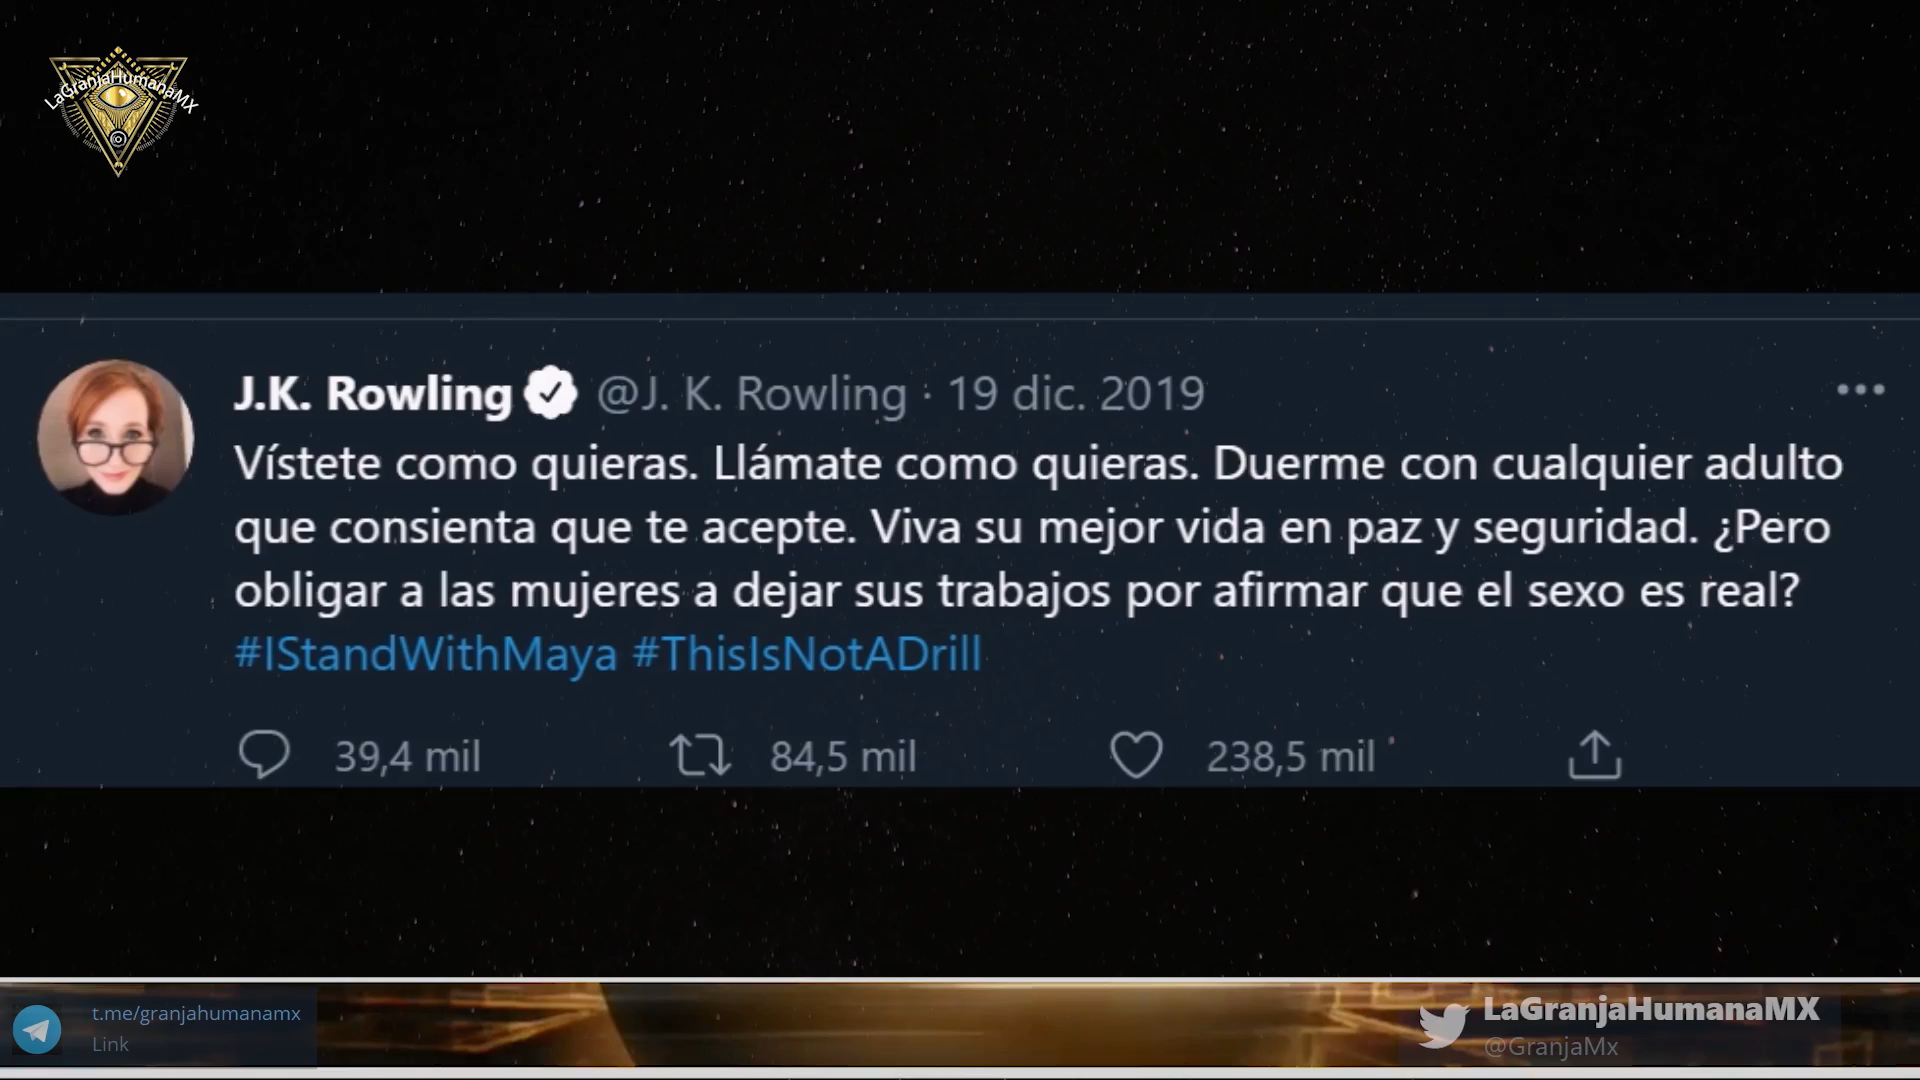 LaGranjaHumanaMX
J.K. Rowling @J. K. Rowling · 19 dic. 2019
Vístete como quieras. Llámate como quieras. Duerme con cualquier adulto
que consienta que te acepte. Viva su mejor vida en paz y seguridad. ¿Pero
obligar a las mujeres a dejar sus trabajos por afirmar que el sexo es real?
#IStandWithMaya #ThisIsNotADrill
39,4 mil 84,5 mil 238,5 mil
t.me/granjahumanamx
Link
LaGranjaHumanaMX
@GranjaMx